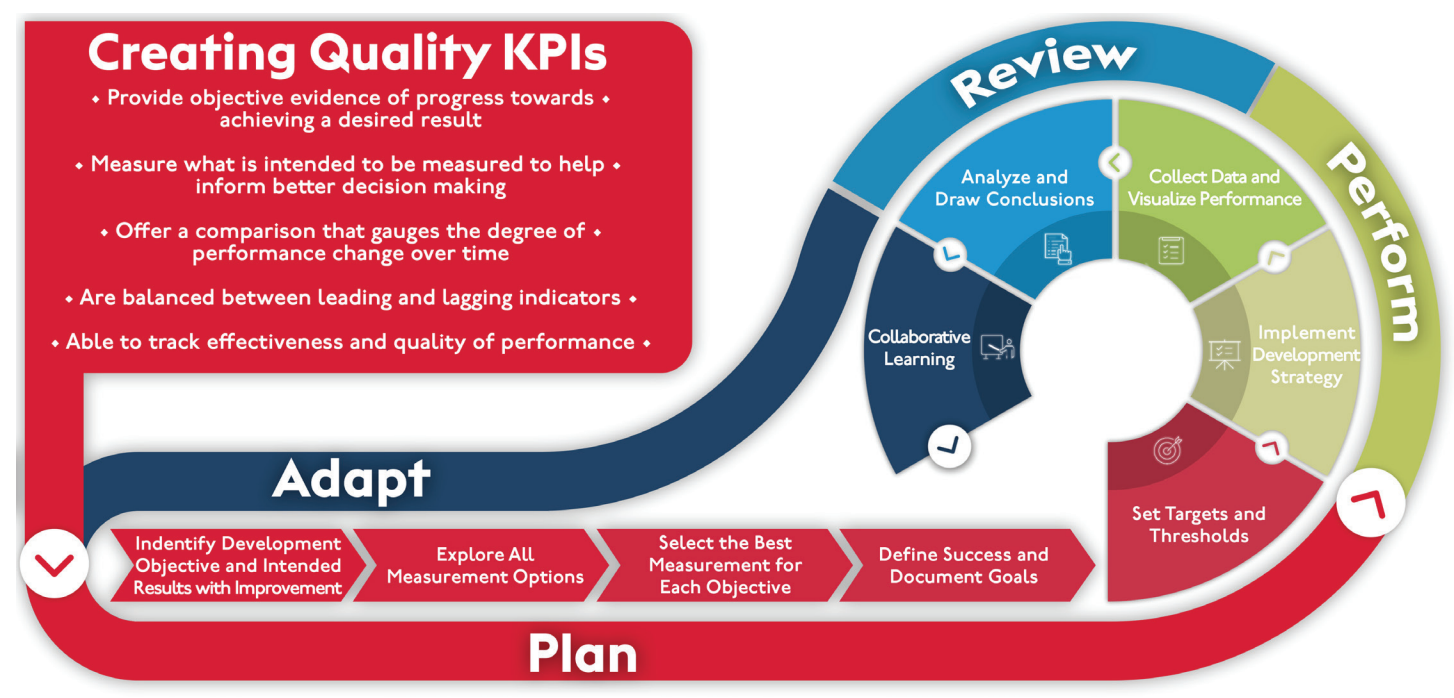 Creating Quality KPIs
• Provide objective evidence of progress towards •
achieving a desired result
• Measure what is intended to be measured to help •
inform better decision making
• Offer a comparison that gauges the degree of •
performance change over time
• Are balanced between leading and lagging indicators •
• Able to track effectiveness and quality of performance •
Adapt
Indentify Development
Objective and Intended
Results with Improvement
Explore All
Measurement Options
Select the Best
Measurement for
Each Objective
Define Success and
Document Goals
Plan
Set Targets and
Thresholds
Perform
Implement
Development
Strategy
Collect Data and
Visualize Performance
Review
Analyze and
Draw Conclusions
Collaborative
Learning